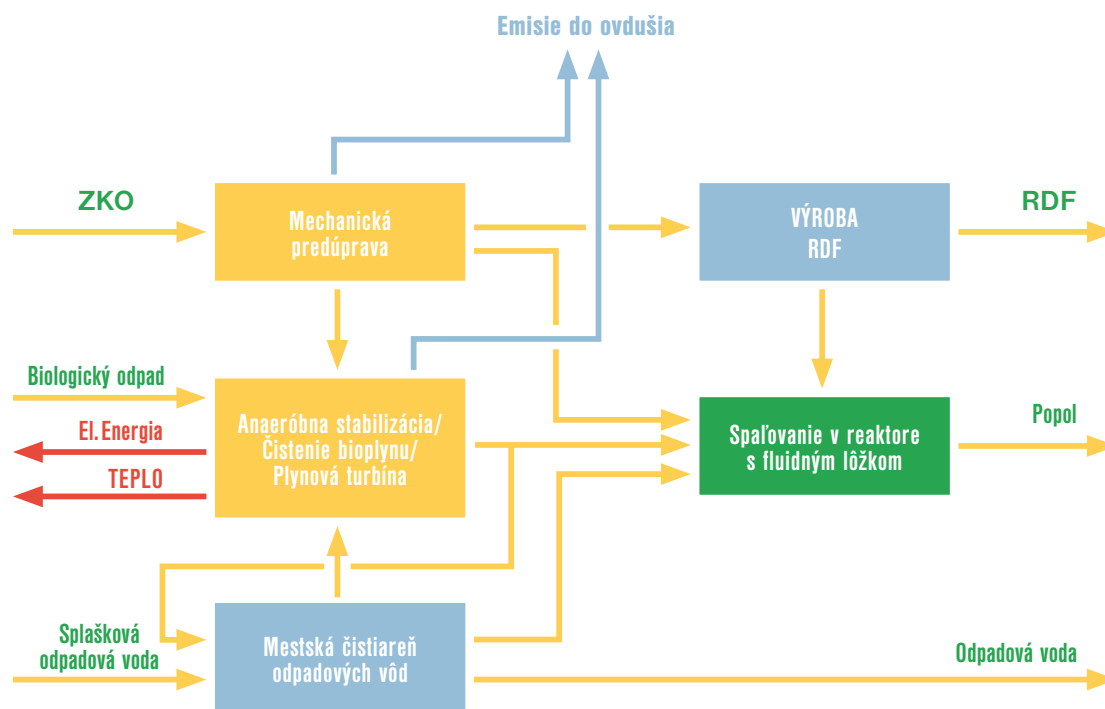 Emisie do ovdušia
ZKO
Mechanická
predúprava
VÝROBA
RDF
RDF
Biologický odpad
El. Energia
TEPLO
Anaeróbna stabilizácia/
Čistenie bioplynu/
Plynová turbína
Spaľovanie v reaktore
s fluidným lôžkom
Popol
Splašková
odpadová voda
Mestská čistiareň
odpadových vôd
Odpadová voda